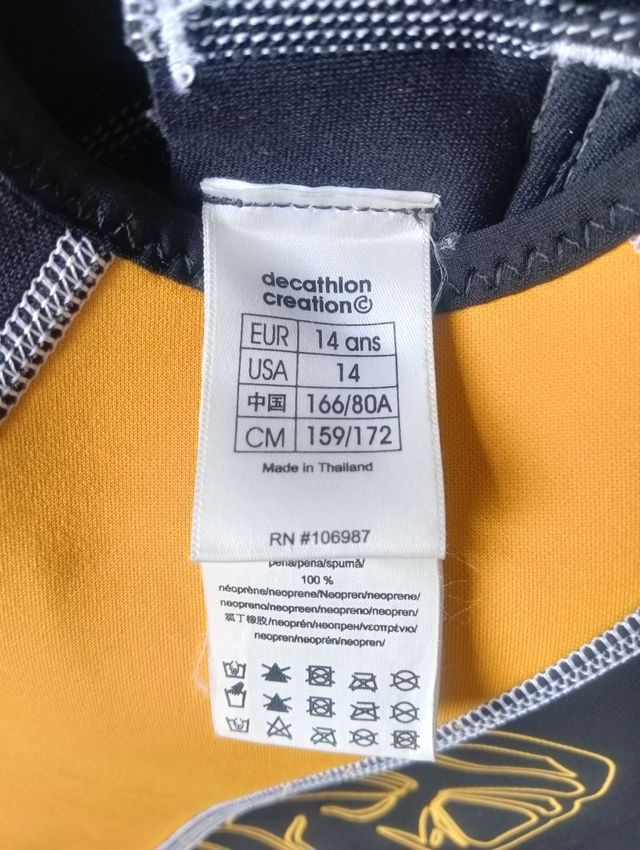 decathlon
creation©
EUR 14 ans
USA 14
中国 166/80A
CM 159/172
Made in Thailand
RN #106987
pena/pena/spumă/
100 %
néoprène/neoprene/Neopren/neoprene/
neopreno/neopreen/neopreno/neopren/
氯丁橡胶/neoprén/неопрен/νεοπρένιο/
neopren/neoprén/neopren/